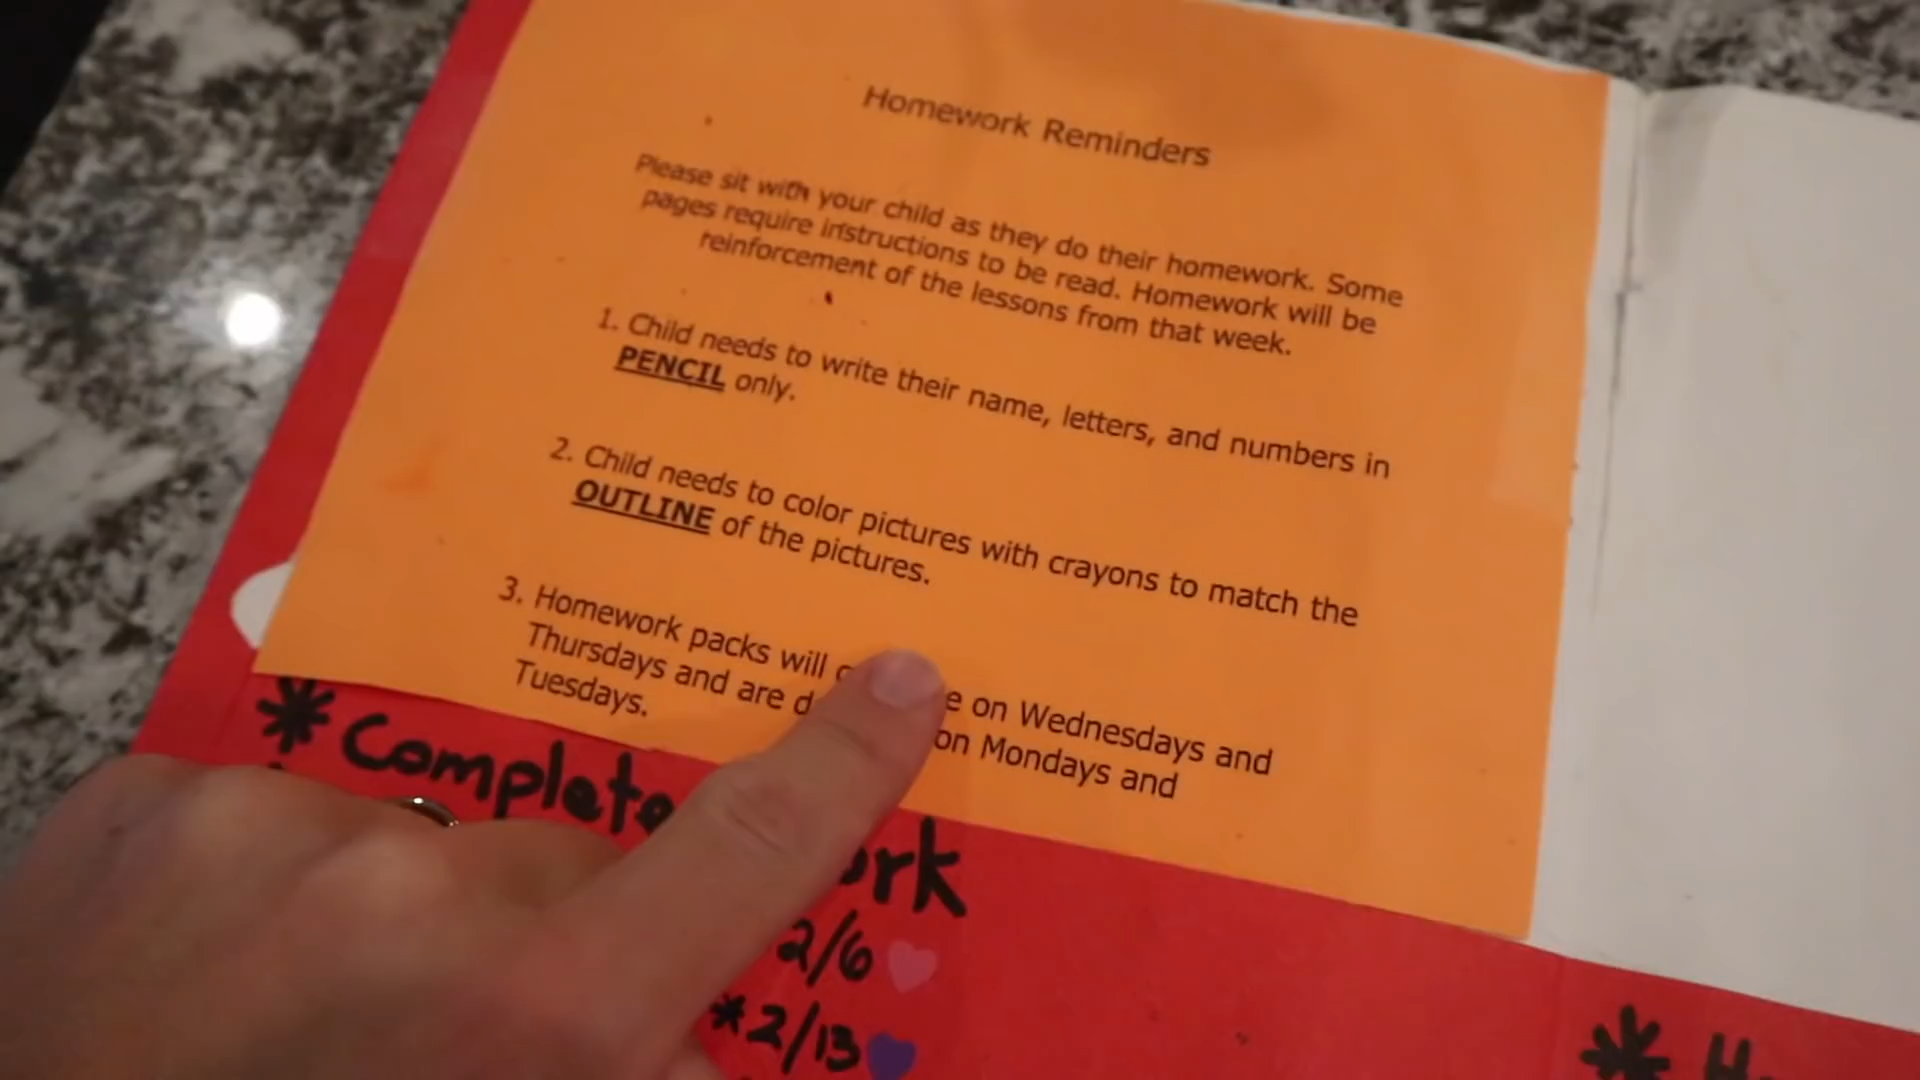 Homework Reminders
Please sit with your child as they do their homework. Some
pages require instructions to be read. Homework will be
reinforcement of the lessons from that week.
1. Child needs to write their name, letters, and numbers in
PENCIL only.
2. Child needs to color pictures with crayons to match the
OUTLINE of the pictures.
3. Homework packs will on Wednesdays and
Thursdays and are on Mondays and
Tuesdays.
* Complete
2/6
*2/13
*